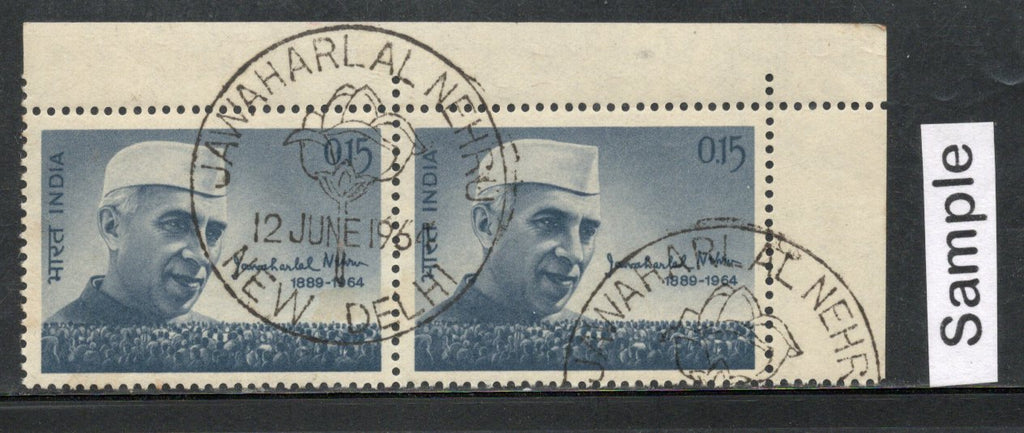 भारत INDIA
0.15
Jawaharlal Nehru
1889-1964
JAWAHARLAL NEHRU
12 JUNE 1964
NEW DELHI
भारत INDIA
0.15
Jawaharlal Nehru
1889-1964
JAWAHARLAL NEHR
Sample